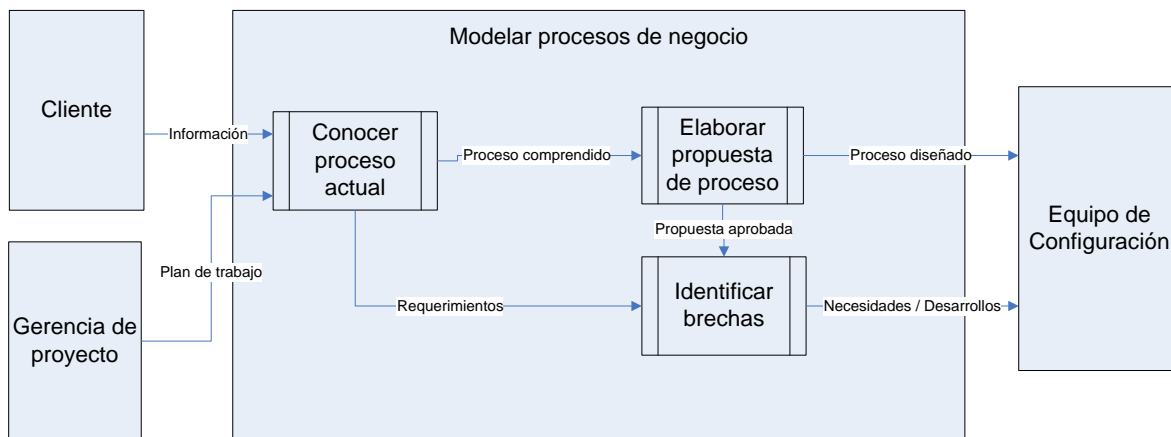 Modelar procesos de negocio
Cliente
Información
Conocer
proceso
actual
Proceso comprendido
Elaborar
propuesta
de proceso
Proceso diseñado
Equipo de
Configuración
Propuesta aprobada
Plan de trabajo
Gerencia de
proyecto
Requerimientos
Identificar
brechas
Necesidades / Desarrollos